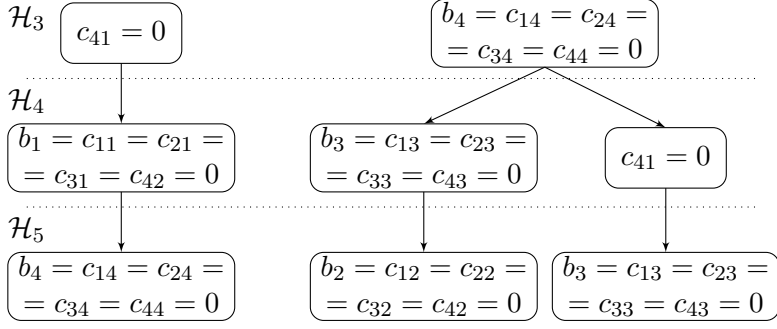 ℋ₃
c₄₁ = 0
b₄ = c₁₄ = c₂₄ =
= c₃₄ = c₄₄ = 0
ℋ₄
b₁ = c₁₁ = c₂₁ =
= c₃₁ = c₄₂ = 0
b₃ = c₁₃ = c₂₃ =
= c₃₃ = c₄₃ = 0
c₄₁ = 0
ℋ₅
b₄ = c₁₄ = c₂₄ =
= c₃₄ = c₄₄ = 0
b₂ = c₁₂ = c₂₂ =
= c₃₂ = c₄₂ = 0
b₃ = c₁₃ = c₂₃ =
= c₃₃ = c₄₃ = 0